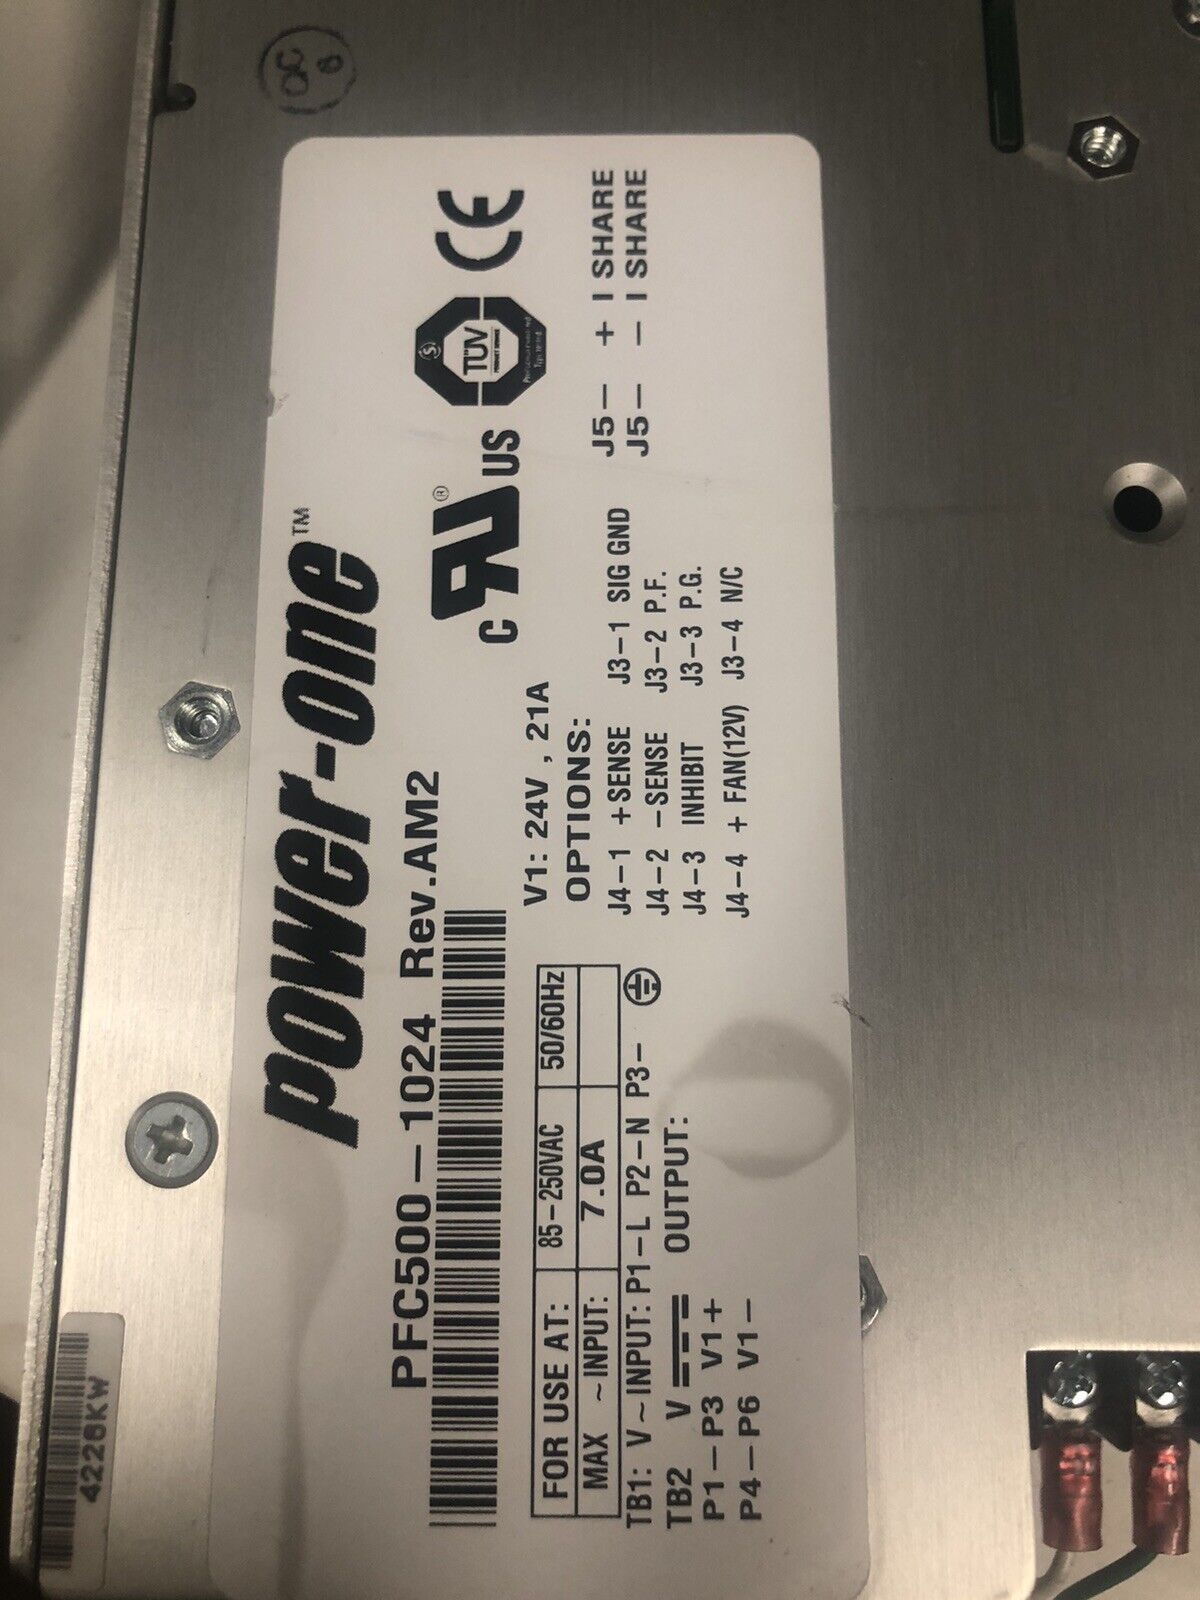 QC
8
power-one™
PFC500-1024 Rev.AM2
C UR® US
TÜV
CE
FOR USE AT: 85-250VAC 50/60Hz
MAX ~INPUT: 7.0A
TB1: V~INPUT: P1-L P2-N P3-
TB2 V OUTPUT:
P1-P3 V1+
P4-P6 V1-
V1: 24V, 21A
OPTIONS:
J4-1 +SENSE J3-1 SIG GND
J4-2 -SENSE J3-2 P.F.
J4-3 INHIBIT J3-3 P.G.
J4-4 + FAN(12V) J3-4 N/C
J5- + I SHARE
J5- - I SHARE
4226KW